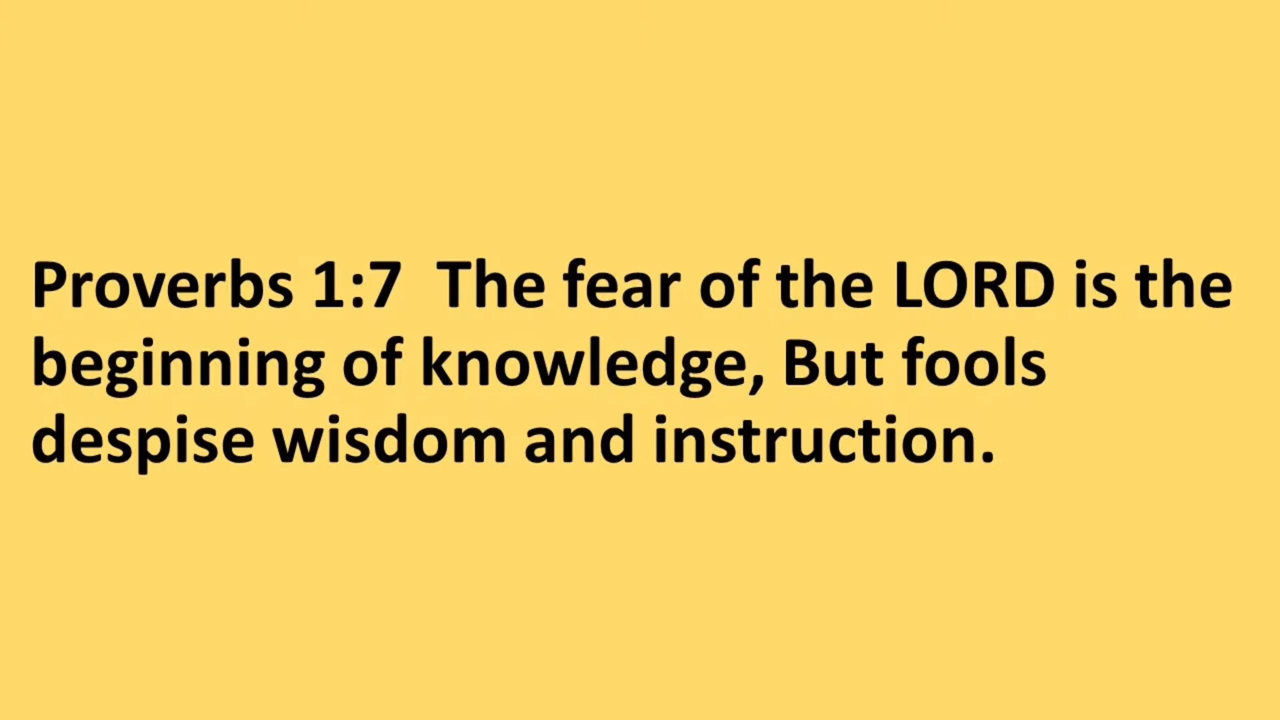 Proverbs 1:7  The fear of the LORD is the
beginning of knowledge, But fools
despise wisdom and instruction.